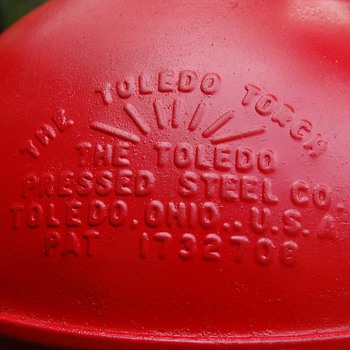 THE TOLEDO TORCH
THE TOLEDO
PRESSED STEEL CO.
TOLEDO, OHIO., U.S.A
PAT 1732708